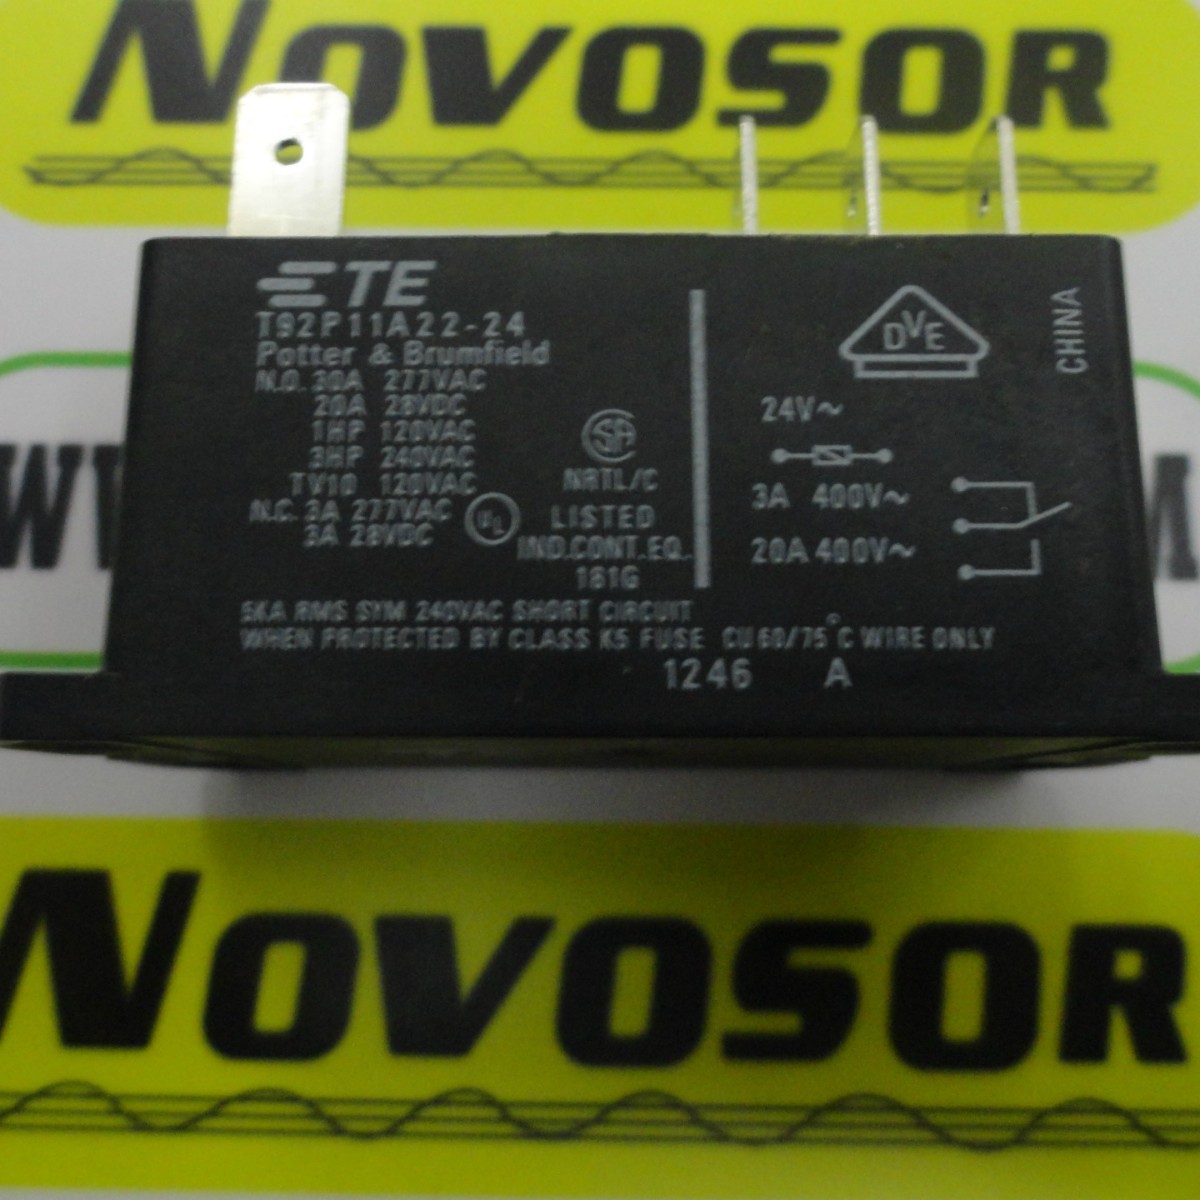 NOVOSOR
TE
T92P11A22-24
Potter & Brumfield
N.O. 30A 277VAC
20A 28VDC
1HP 120VAC
3HP 240VAC
TV10 120VAC
N.C. 3A 277VAC
3A 28VDC
UL
SA
NRTL/C
LISTED
IND.CONT.EQ.
181G
DVE
CHINA
24V~
3A 400V~
20A 400V~
5KA RMS SYM 240VAC SHORT CIRCUIT
WHEN PROTECTED BY CLASS K5 FUSE CU 60/75°C WIRE ONLY
1246 A
NOVOSOR